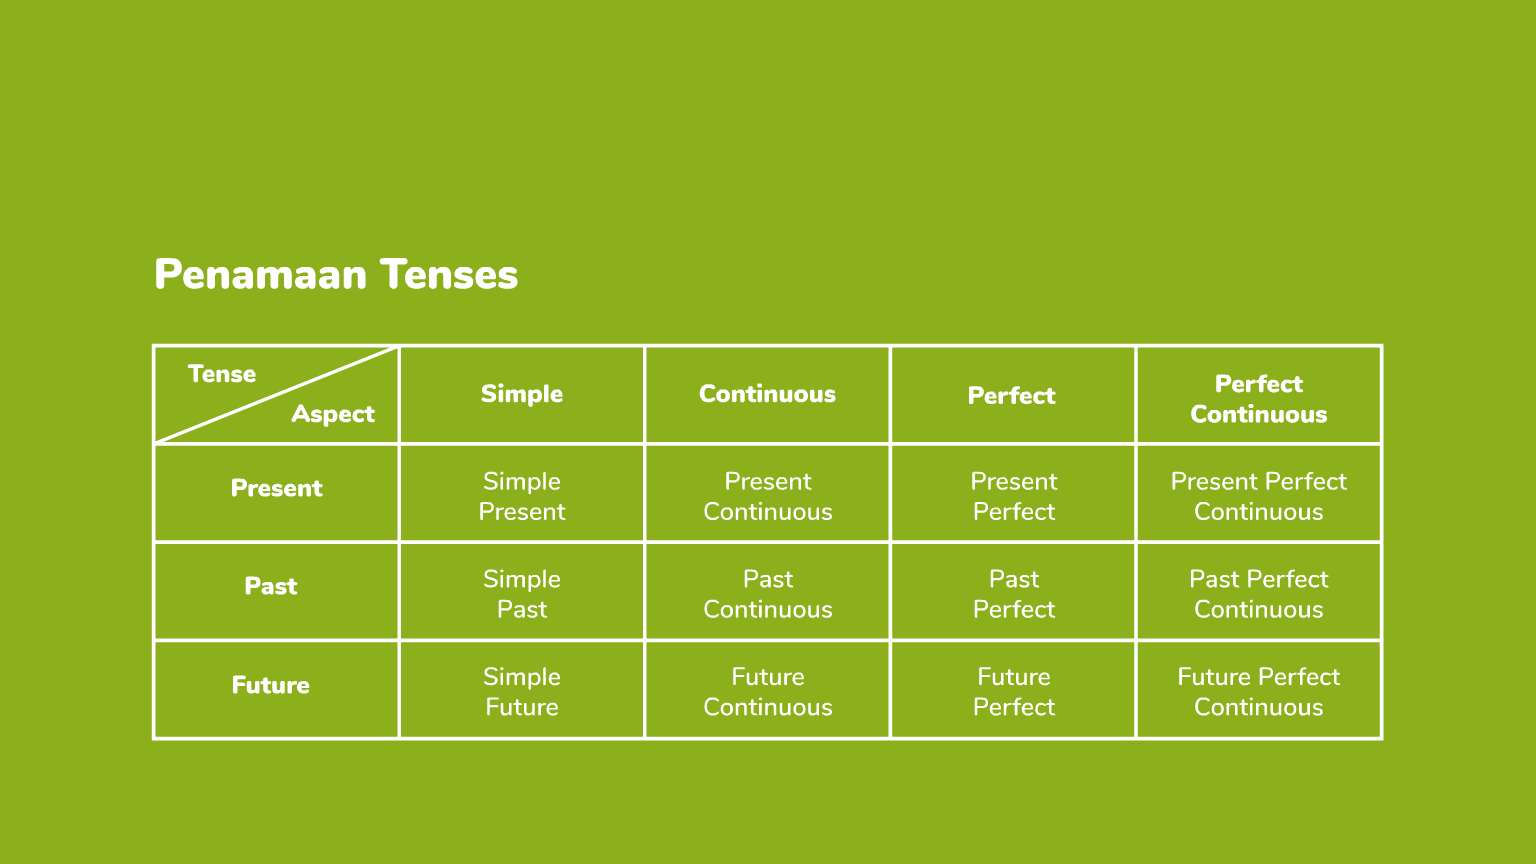 Penamaan Tenses
Tense
Aspect
Simple
Continuous
Perfect
Perfect
Continuous
Present
Simple
Present
Present
Continuous
Present
Perfect
Present Perfect
Continuous
Past
Simple
Past
Past
Continuous
Past
Perfect
Past Perfect
Continuous
Future
Simple
Future
Future
Continuous
Future
Perfect
Future Perfect
Continuous